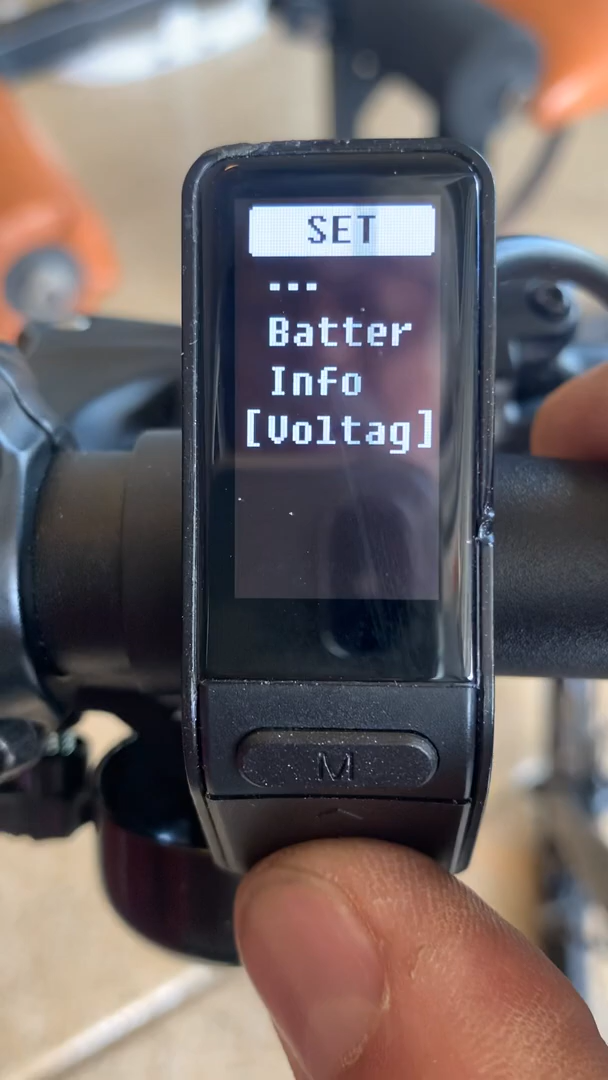 SET
---
Batter
Info
[Voltag]
M